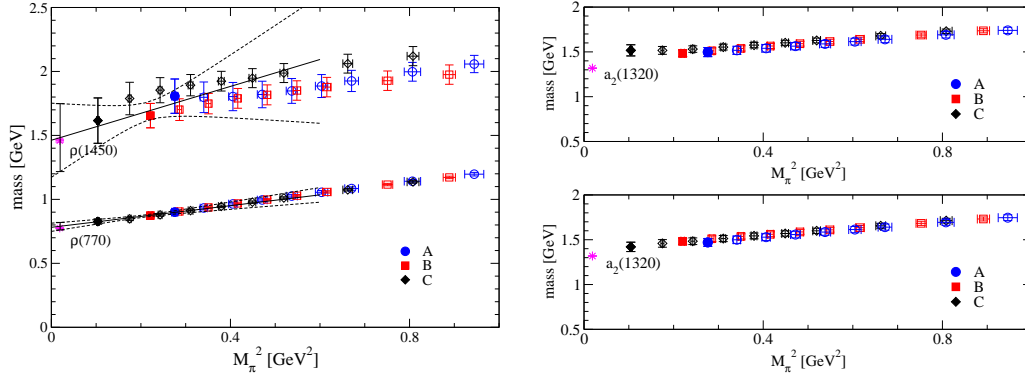 2.5
2
1.5
1
0.5
0
mass [GeV]
ρ(1450)
ρ(770)
A
B
C
0
0.4
0.8
M_π^2 [GeV^2]
2
1.5
1
0.5
mass [GeV]
a_2(1320)
A
B
C
0
0.4
0.8
M_π^2 [GeV^2]
2
1.5
1
0.5
mass [GeV]
a_2(1320)
A
B
C
0
0.4
0.8
M_π^2 [GeV^2]